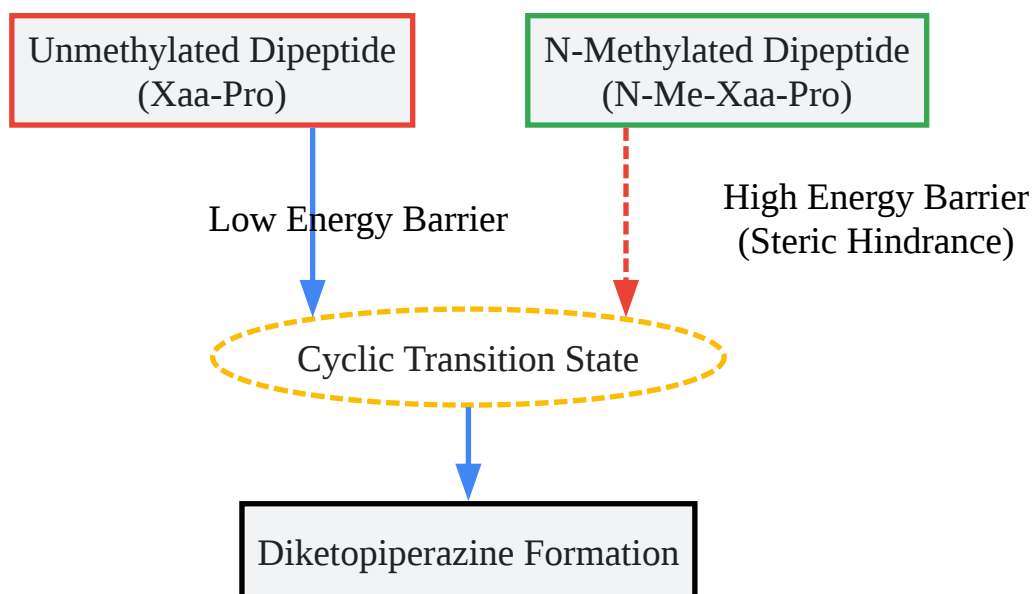 Unmethylated Dipeptide
(Xaa-Pro)
N-Methylated Dipeptide
(N-Me-Xaa-Pro)
Low Energy Barrier
High Energy Barrier
(Steric Hindrance)
Cyclic Transition State
Diketopiperazine Formation